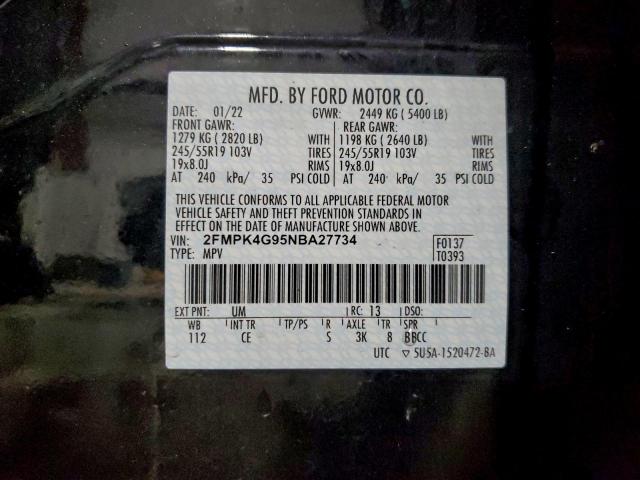 MFD. BY FORD MOTOR CO.
DATE: 01/22 GVWR: 2449 KG ( 5400 LB)
FRONT GAWR: REAR GAWR:
1279 KG ( 2820 LB) WITH 1198 KG ( 2640 LB) WITH
245/55R19 103V TIRES 245/55R19 103V TIRES
19x8.0J RIMS 19x8.0J RIMS
AT 240 kPa/ 35 PSI COLD AT 240 kPa/ 35 PSI COLD
THIS VEHICLE CONFORMS TO ALL APPLICABLE FEDERAL MOTOR
VEHICLE SAFETY AND THEFT PREVENTION STANDARDS IN
EFFECT ON THE DATE OF MANUFACTURE SHOWN ABOVE.
VIN: 2FMPK4G95NBA27734 F0137
TYPE: MPV T0393
EXT PNT: UM RC: 13 DSO:
WB INT TR TP/PS R AXLE TR SPR
112 CE S 3K 8 BBCC
UTC ▽ 5U5A-1520472-BA